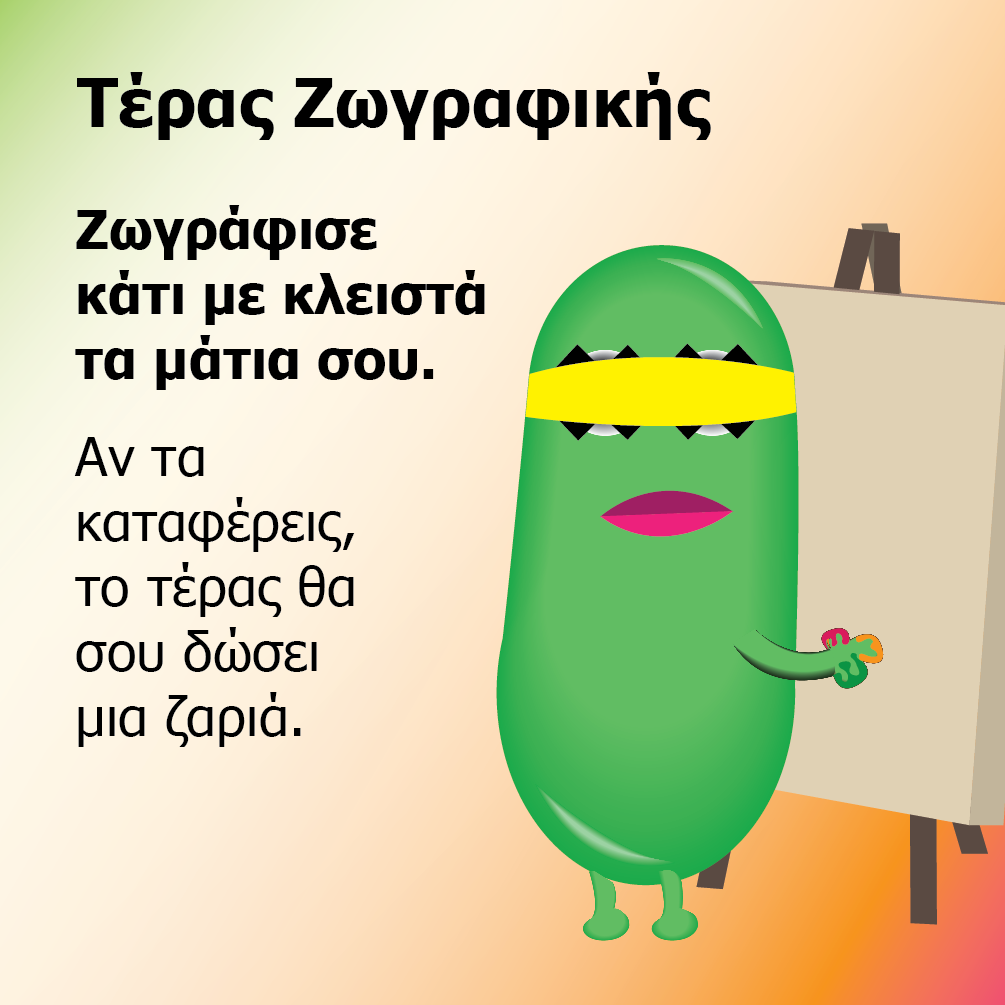 Τέρας Ζωγραφικής
Ζωγράφισε
κάτι με κλειστά
τα μάτια σου.
Αν τα
καταφέρεις,
το τέρας θα
σου δώσει
μια ζαριά.